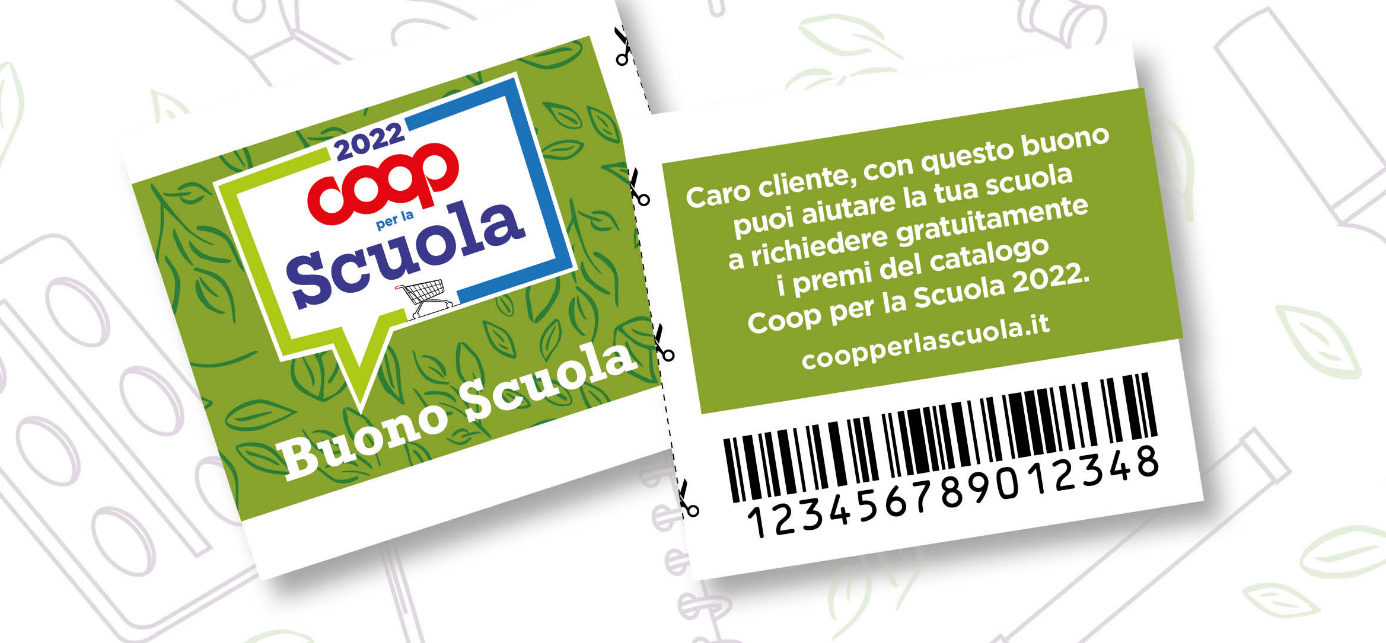 2022
coop
per la
Scuola
Buono Scuola
Caro cliente, con questo buono
puoi aiutare la tua scuola
a richiedere gratuitamente
i premi del catalogo
Coop per la Scuola 2022.
coopperlascuola.it
123456789012348